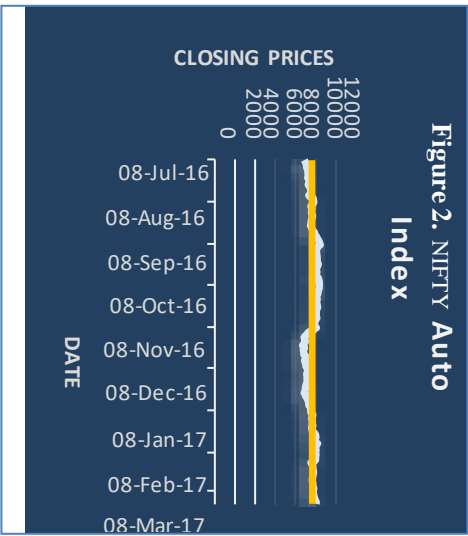 Figure 2. NIFTY Auto
Index
CLOSING PRICES
12000
10000
8000
6000
4000
2000
0
08-Jul-16
08-Aug-16
08-Sep-16
08-Oct-16
08-Nov-16
08-Dec-16
08-Jan-17
08-Feb-17
08-Mar-17
DATE